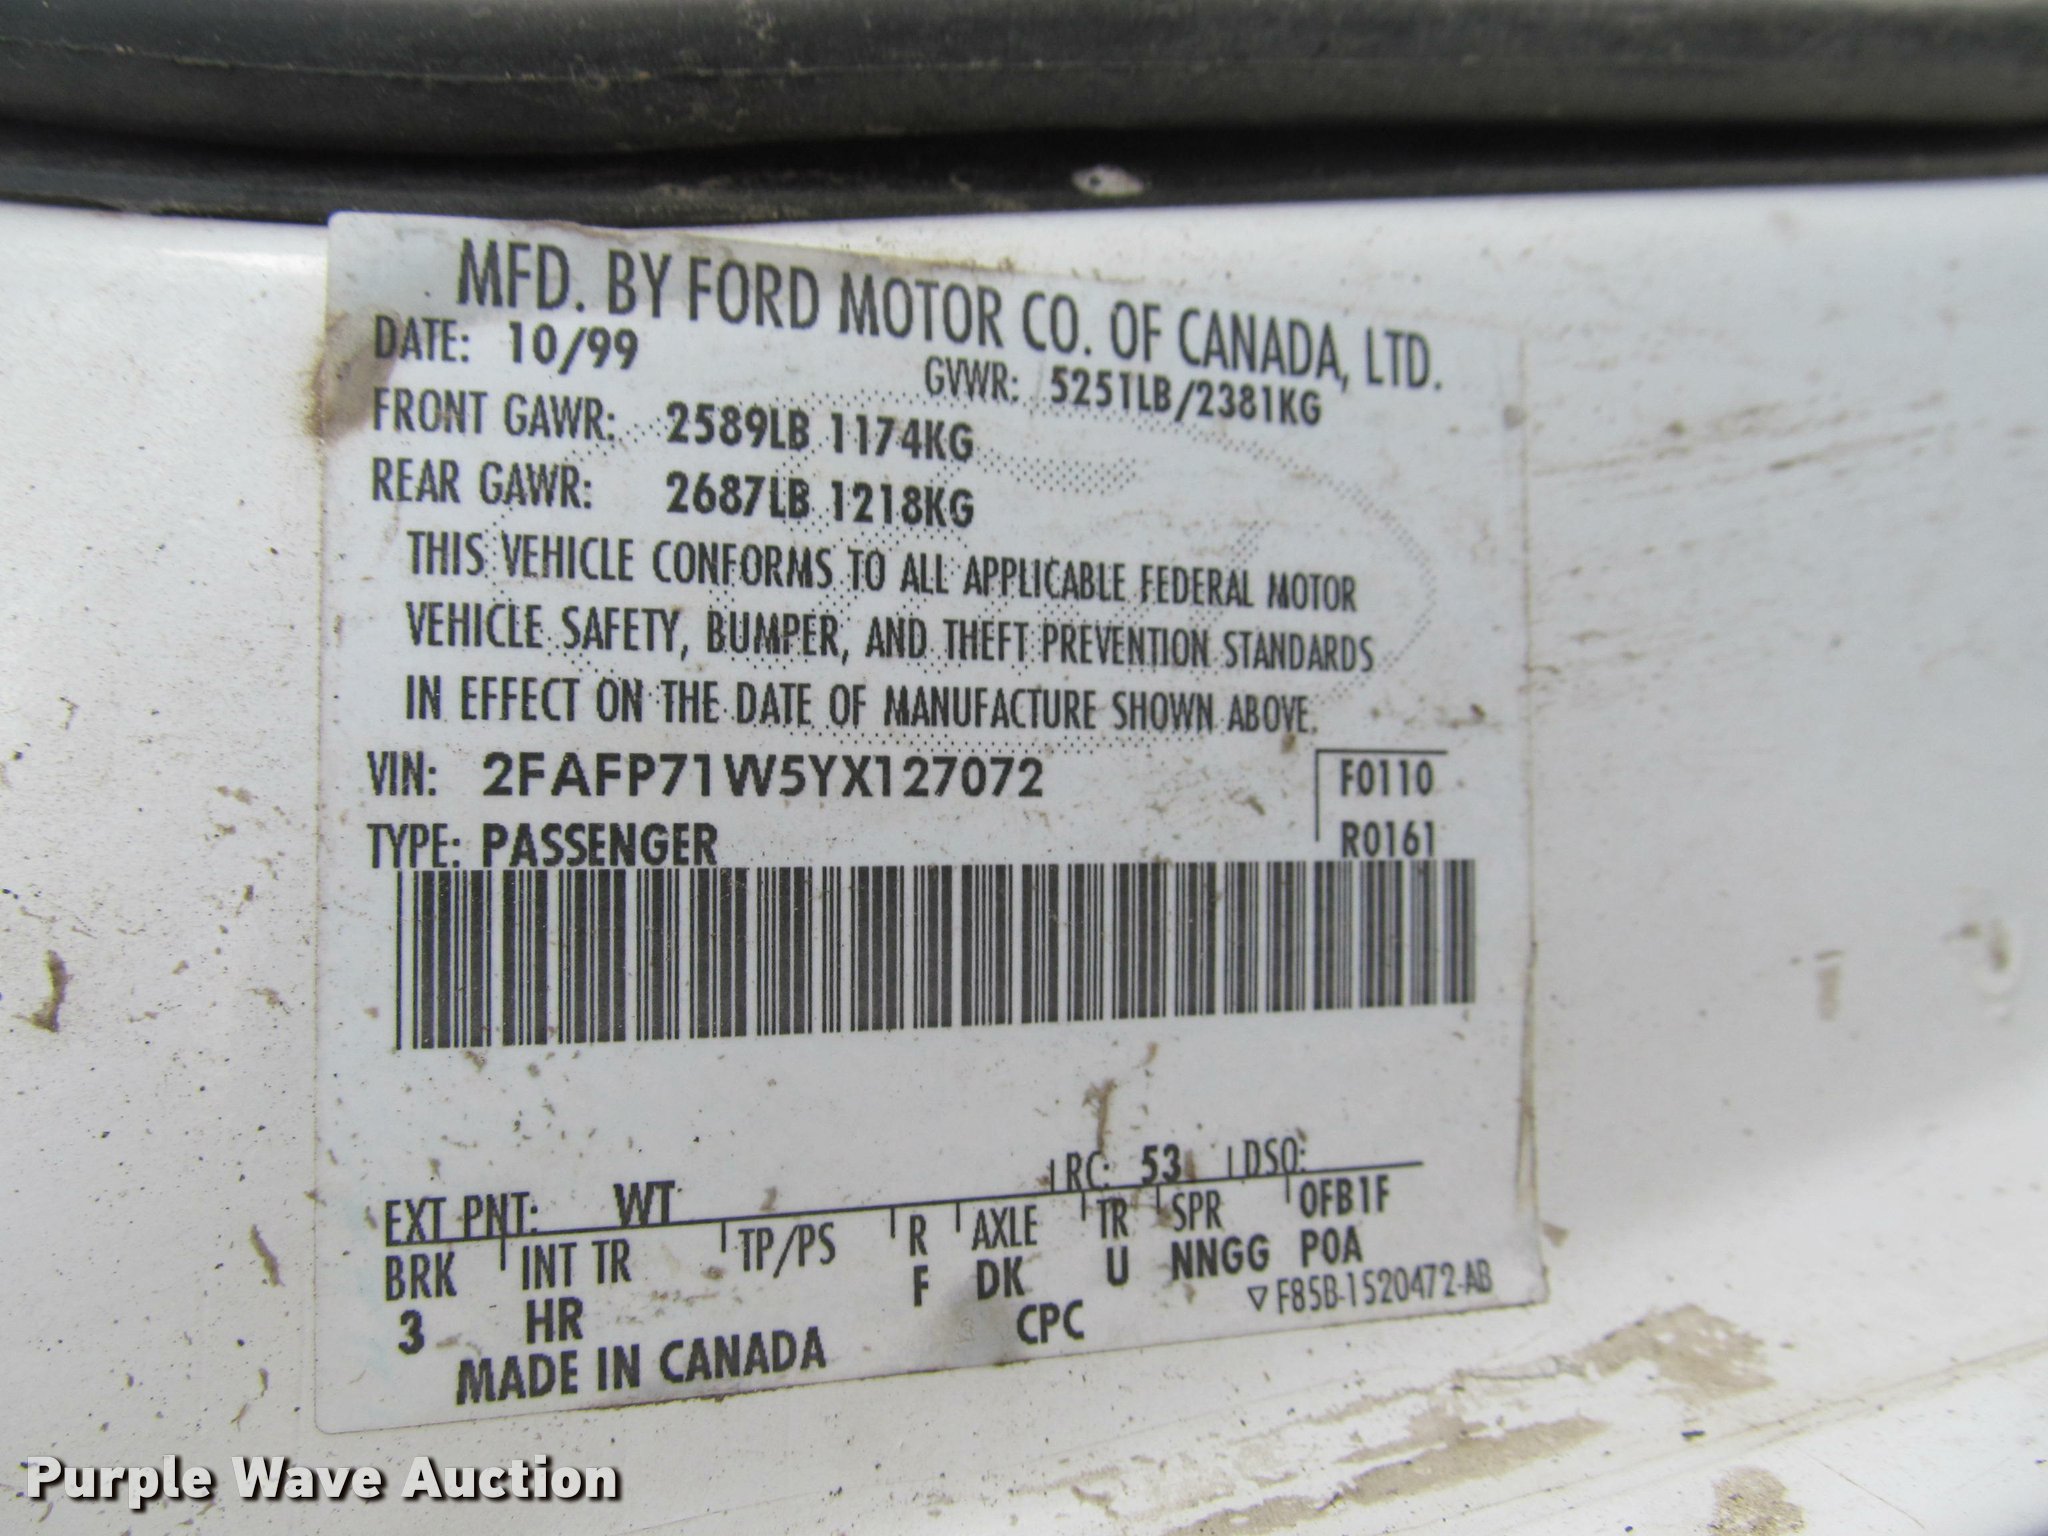 MFD. BY FORD MOTOR CO. OF CANADA, LTD.
DATE: 10/99
GVWR: 5251LB/2381KG
FRONT GAWR: 2589LB 1174KG
REAR GAWR: 2687LB 1218KG
THIS VEHICLE CONFORMS TO ALL APPLICABLE FEDERAL MOTOR
VEHICLE SAFETY, BUMPER, AND THEFT PREVENTION STANDARDS
IN EFFECT ON THE DATE OF MANUFACTURE SHOWN ABOVE.
VIN: 2FAFP71W5YX127072
F0110
TYPE: PASSENGER
R0161
EXT PNT: WT RC: 53 DSO:
BRK INT TR TP/PS R AXLE TR SPR OFB1F
3 HR F DK U NNGG POA
CPC ▽ F85B-1520472-AB
MADE IN CANADA
Purple Wave Auction